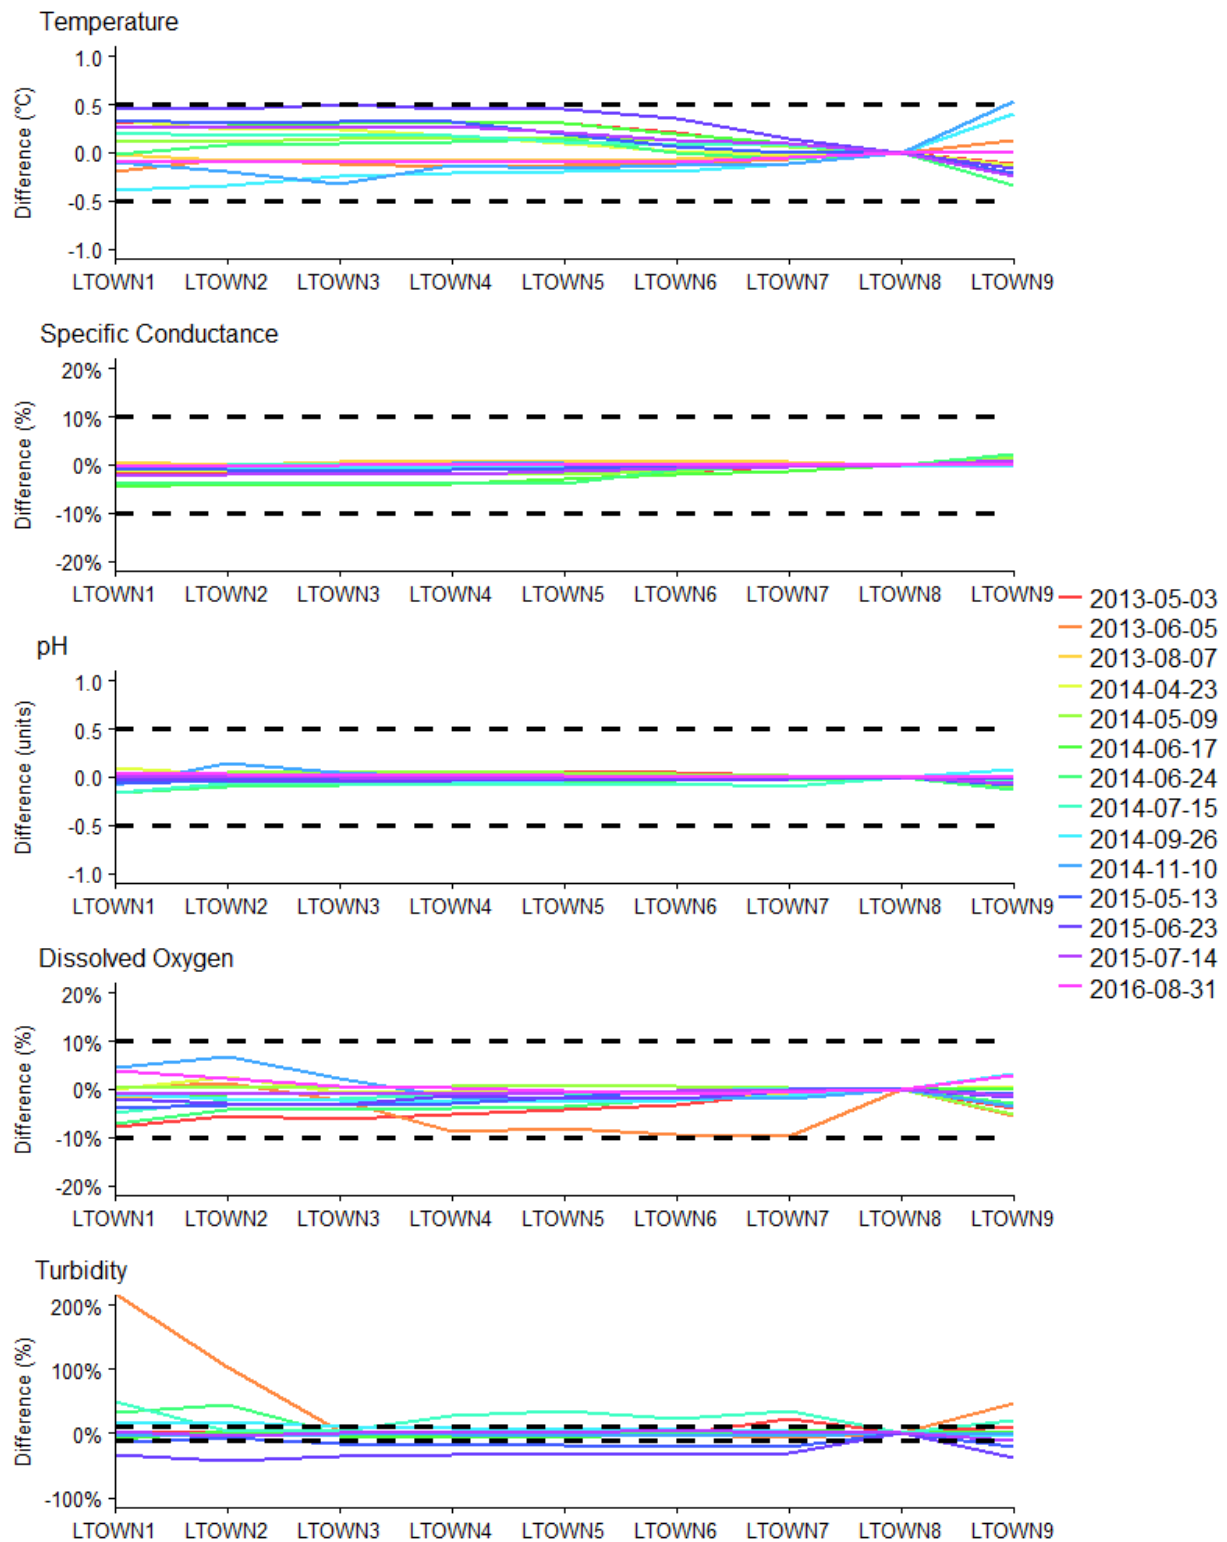 Temperature
1.0
0.5
0.0
-0.5
-1.0
Difference (°C)
LTOWN1 LTOWN2 LTOWN3 LTOWN4 LTOWN5 LTOWN6 LTOWN7 LTOWN8 LTOWN9
Specific Conductance
20%
10%
0%
-10%
-20%
Difference (%)
LTOWN1 LTOWN2 LTOWN3 LTOWN4 LTOWN5 LTOWN6 LTOWN7 LTOWN8 LTOWN9
pH
1.0
0.5
0.0
-0.5
-1.0
Difference (units)
LTOWN1 LTOWN2 LTOWN3 LTOWN4 LTOWN5 LTOWN6 LTOWN7 LTOWN8 LTOWN9
Dissolved Oxygen
20%
10%
0%
-10%
-20%
Difference (%)
LTOWN1 LTOWN2 LTOWN3 LTOWN4 LTOWN5 LTOWN6 LTOWN7 LTOWN8 LTOWN9
Turbidity
200%
100%
0%
-100%
Difference (%)
LTOWN1 LTOWN2 LTOWN3 LTOWN4 LTOWN5 LTOWN6 LTOWN7 LTOWN8 LTOWN9
2013-05-03
2013-06-05
2013-08-07
2014-04-23
2014-05-09
2014-06-17
2014-06-24
2014-07-15
2014-09-26
2014-11-10
2015-05-13
2015-06-23
2015-07-14
2016-08-31